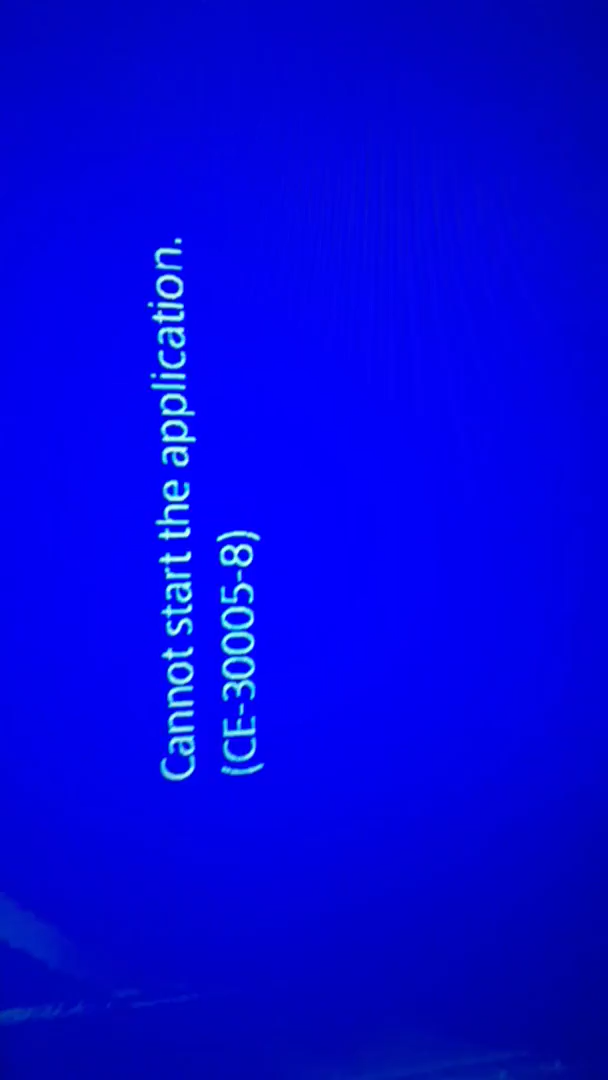 Cannot start the application.
(CE-30005-8)